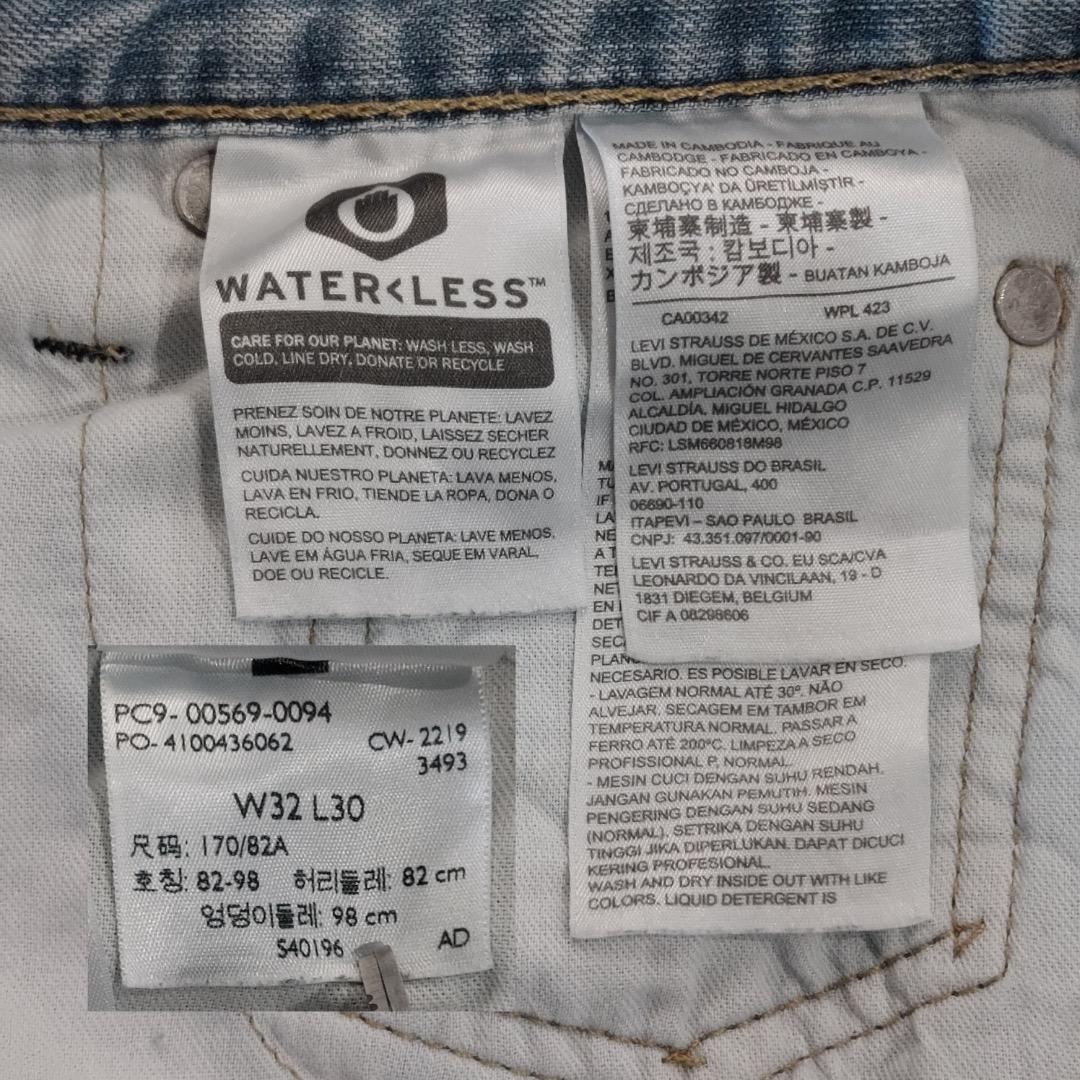 WATER<LESS™
CARE FOR OUR PLANET: WASH LESS, WASH
COLD, LINE DRY, DONATE OR RECYCLE
PRENEZ SOIN DE NOTRE PLANETE: LAVEZ
MOINS, LAVEZ A FROID, LAISSEZ SECHER
NATURELLEMENT, DONNEZ OU RECYCLEZ
CUIDA NUESTRO PLANETA: LAVA MENOS,
LAVA EN FRIO, TIENDE LA ROPA, DONA O
RECICLA.
CUIDE DO NOSSO PLANETA: LAVE MENOS,
LAVE EM ÁGUA FRIA, SEQUE EM VARAL,
DOE OU RECICLE.
MADE IN CAMBODIA - FABRIQUE AU
CAMBODGE - FABRICADO EN CAMBOYA -
FABRICADO NO CAMBOJA -
KAMBOÇYA' DA ÜRETİLMİŞTİR -
СДЕЛАНО В КАМБОДЖЕ -
柬埔寨制造 - 柬埔寨製 -
제조국 : 캄보디아 -
カンボジア製 - BUATAN KAMBOJA
CA00342 WPL 423
LEVI STRAUSS DE MÉXICO S.A. DE C.V.
BLVD. MIGUEL DE CERVANTES SAAVEDRA
NO. 301, TORRE NORTE PISO 7
COL. AMPLIACIÓN GRANADA C.P. 11529
ALCALDÍA. MIGUEL HIDALGO
CIUDAD DE MÉXICO, MÉXICO
RFC: LSM660818M98
LEVI STRAUSS DO BRASIL
AV. PORTUGAL, 400
06690-110
ITAPEVI – SAO PAULO BRASIL
CNPJ: 43.351.097/0001-90
LEVI STRAUSS & CO. EU SCA/CVA
LEONARDO DA VINCILAAN, 19 - D
1831 DIEGEM, BELGIUM
CIF A 08298606
NECESARIO. ES POSIBLE LAVAR EN SECO.
- LAVAGEM NORMAL ATÉ 30º. NÃO
ALVEJAR. SECAGEM EM TAMBOR EM
TEMPERATURA NORMAL. PASSAR A
FERRO ATÉ 200ºC. LIMPEZA A SECO
PROFISSIONAL P, NORMAL.
- MESIN CUCI DENGAN SUHU RENDAH.
JANGAN GUNAKAN PEMUTIH. MESIN
PENGERING DENGAN SUHU SEDANG
(NORMAL). SETRIKA DENGAN SUHU
TINGGI JIKA DIPERLUKAN. DAPAT DICUCI
KERING PROFESIONAL.
WASH AND DRY INSIDE OUT WITH LIKE
COLORS. LIQUID DETERGENT IS
PC9- 00569-0094
PO- 4100436062 CW- 2219
3493
W32 L30
尺码: 170/82A
호칭: 82-98 허리둘레: 82 cm
엉덩이둘레: 98 cm
S40196 AD